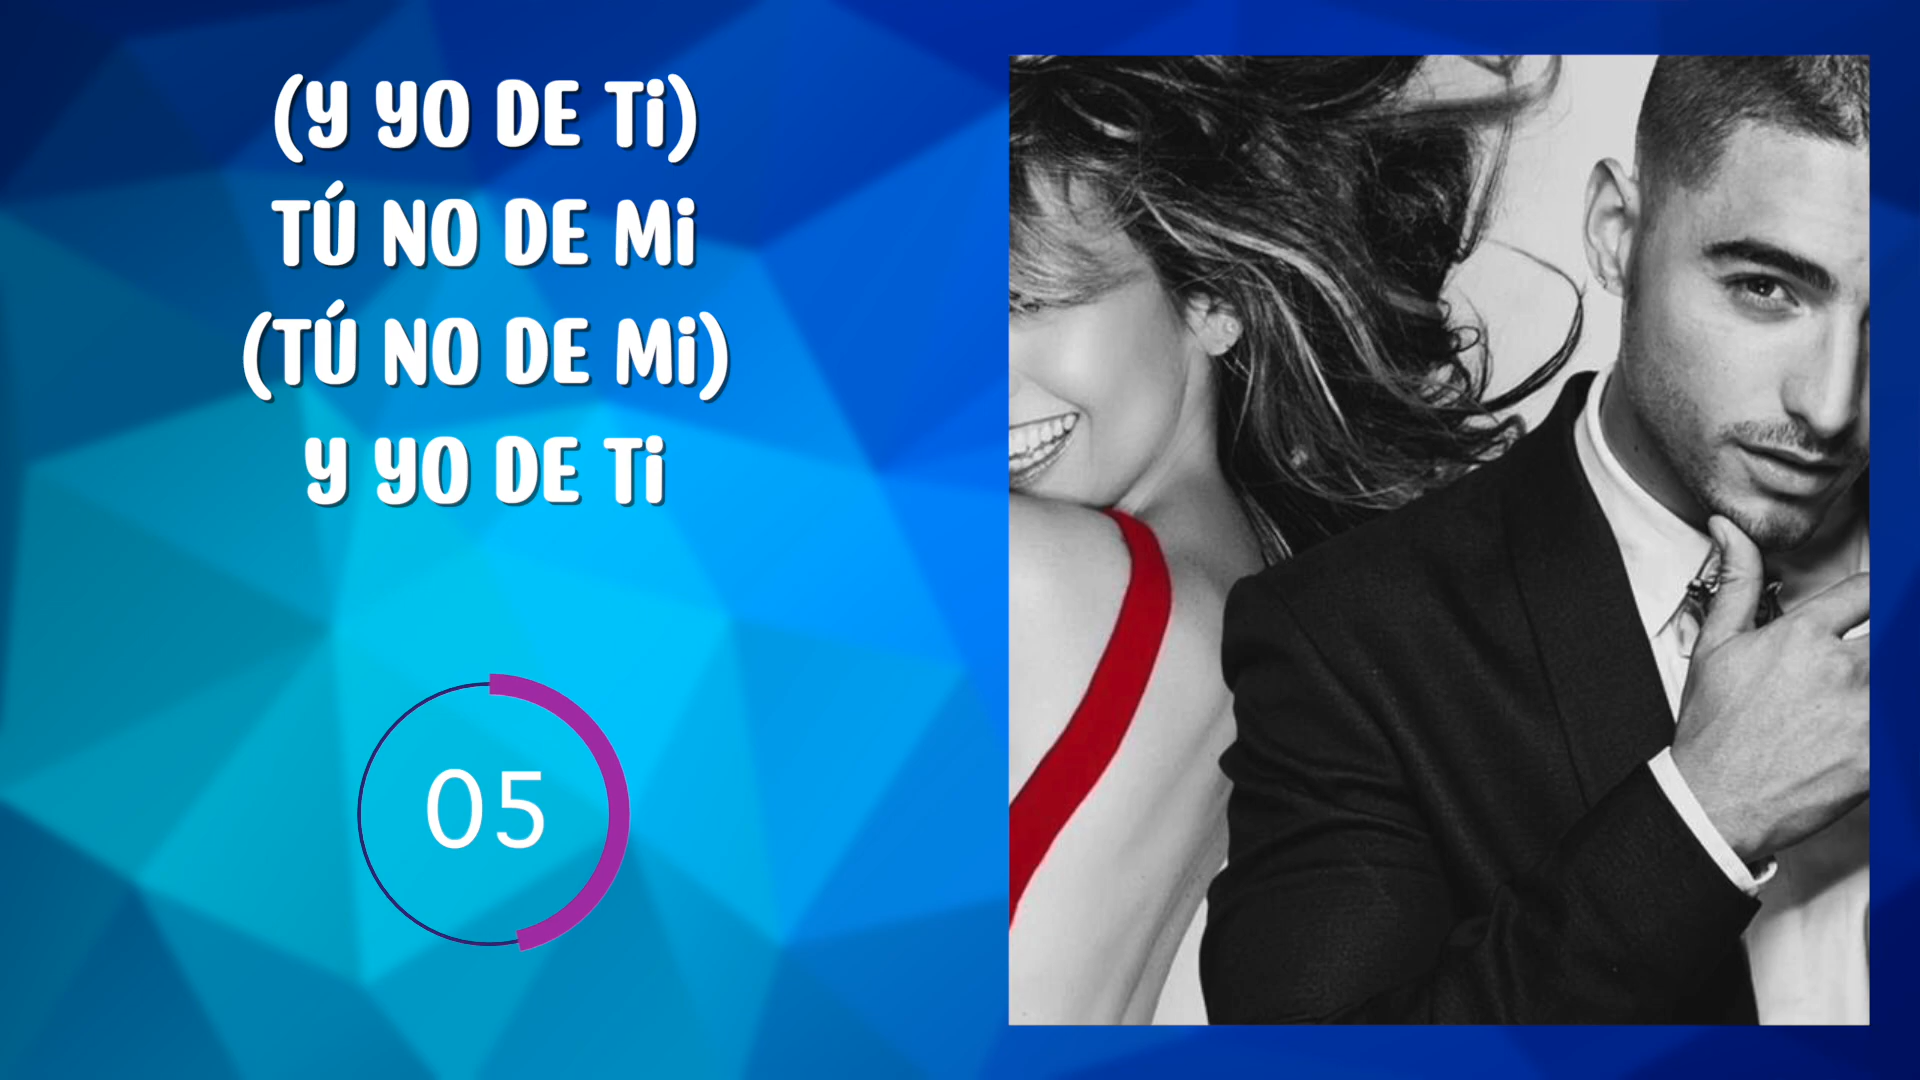 (Y YO DE Ti)
TÚ NO DE Mi
(TÚ NO DE Mi)
Y YO DE Ti
05